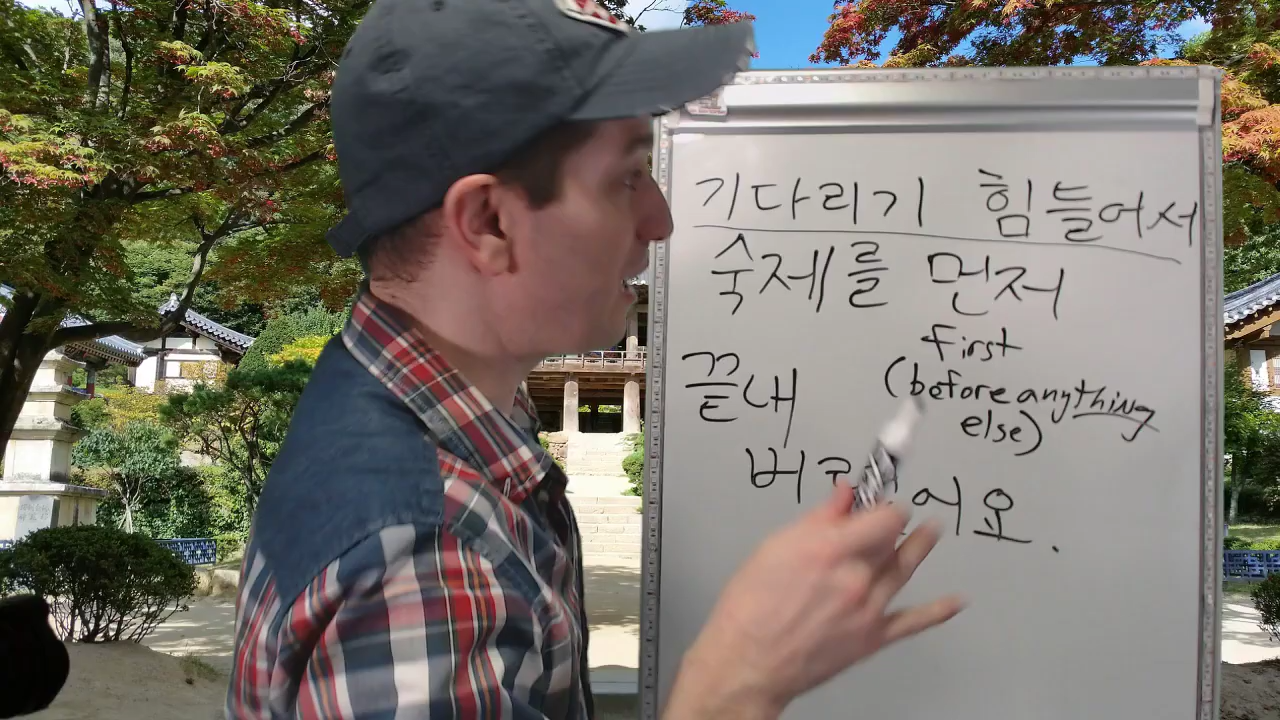 기다리기 힘들어서
숙제를 먼저
first
(before anything
else)
끝내
어요.